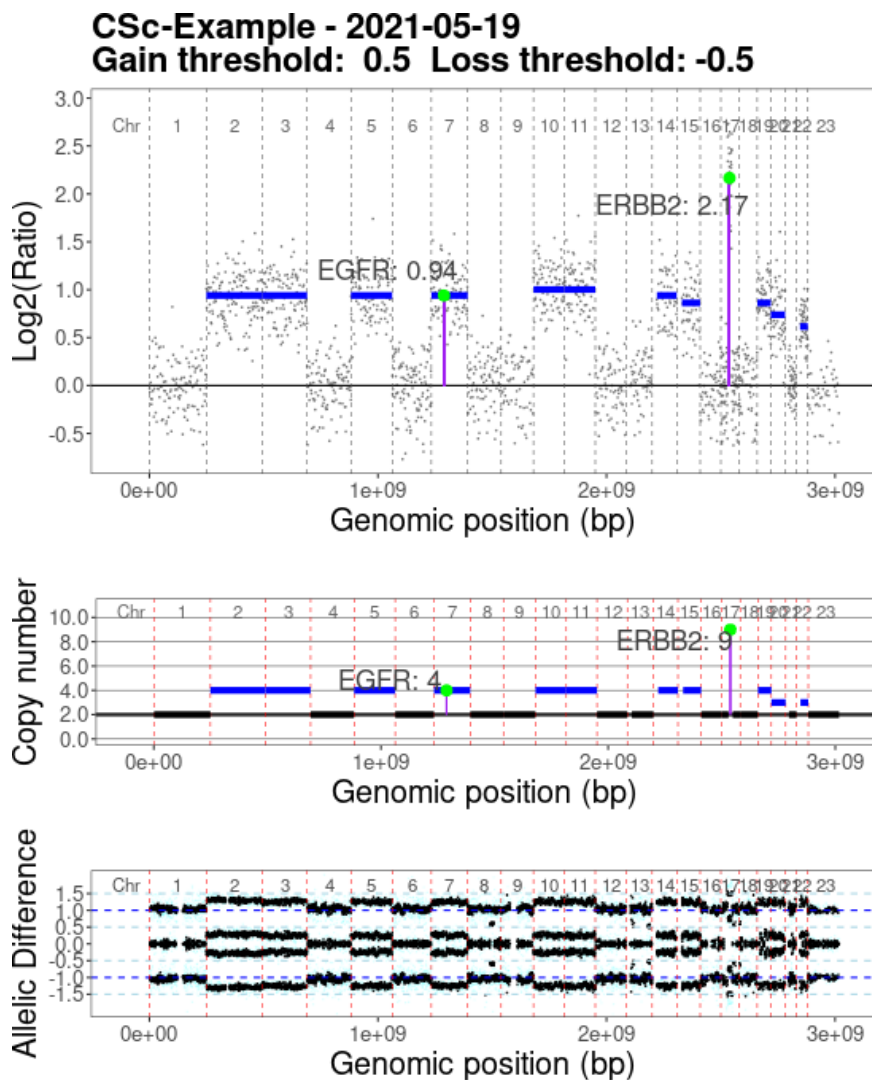 CSc-Example - 2021-05-19
Gain threshold: 0.5 Loss threshold: -0.5
Log2(Ratio)
3.0
2.5
2.0
1.5
1.0
0.5
0.0
-0.5
Chr 1 2 3 4 5 6 7 8 9 10 11 12 13 14 15 16 17 18 19 20 21 22 23
ERBB2: 2.17
EGFR: 0.94
0e+00 1e+09 2e+09 3e+09
Genomic position (bp)
Copy number
10.0
8.0
6.0
4.0
2.0
0.0
Chr 1 2 3 4 5 6 7 8 9 10 11 12 13 14 15 16 17 18 19 20 21 22 23
ERBB2: 9
EGFR: 4
0e+00 1e+09 2e+09 3e+09
Genomic position (bp)
Allelic Difference
1.5
1.0
0.5
0.0
-0.5
-1.0
-1.5
Chr 1 2 3 4 5 6 7 8 9 10 11 12 13 14 15 16 17 18 19 20 21 22 23
0e+00 1e+09 2e+09 3e+09
Genomic position (bp)